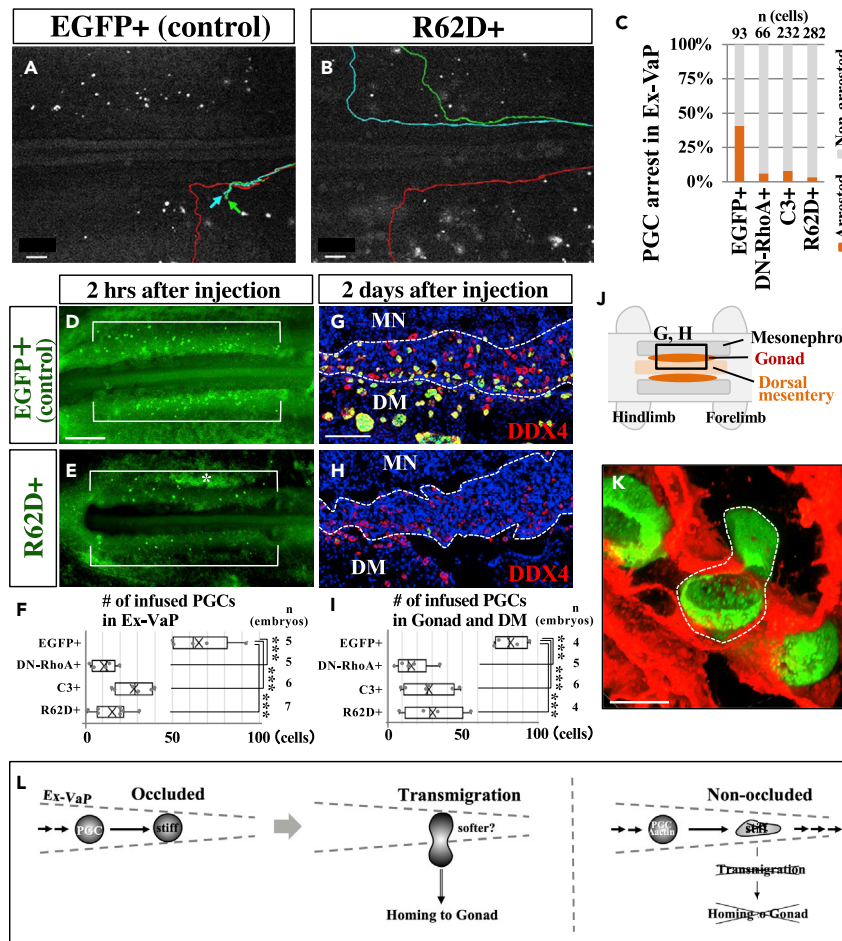 EGFP+ (control)
R62D+
A
B
C
n (cells)
93 66 232 282
PGC arrest in Ex-VaP
100%
75%
50%
25%
0%
EGFP+
DN-RhoA+
C3+
R62D+
Non-arrested
Arrested
2 hrs after injection
2 days after injection
EGFP+
(control)
R62D+
D
E
G
MN
DM
DDX4
H
MN
DM
DDX4
J
G, H
Mesonephro
Gonad
Dorsal
mesentery
Hindlimb
Forelimb
K
F
# of infused PGCs
in Ex-VaP
n
(embryos)
EGFP+
DN-RhoA+
C3+
R62D+
5
5
6
7
***
***
***
0 50 100 (cells)
I
# of infused PGCs
in Gonad and DM
n
(embryos)
EGFP+
DN-RhoA+
C3+
R62D+
4
5
6
4
***
***
***
0 50 100 (cells)
L
Ex-VaP
Occluded
PGC
stiff
Transmigration
softer?
Homing to Gonad
Non-occluded
PGC
Δactin
stiff
Transmigration
Homing to Gonad